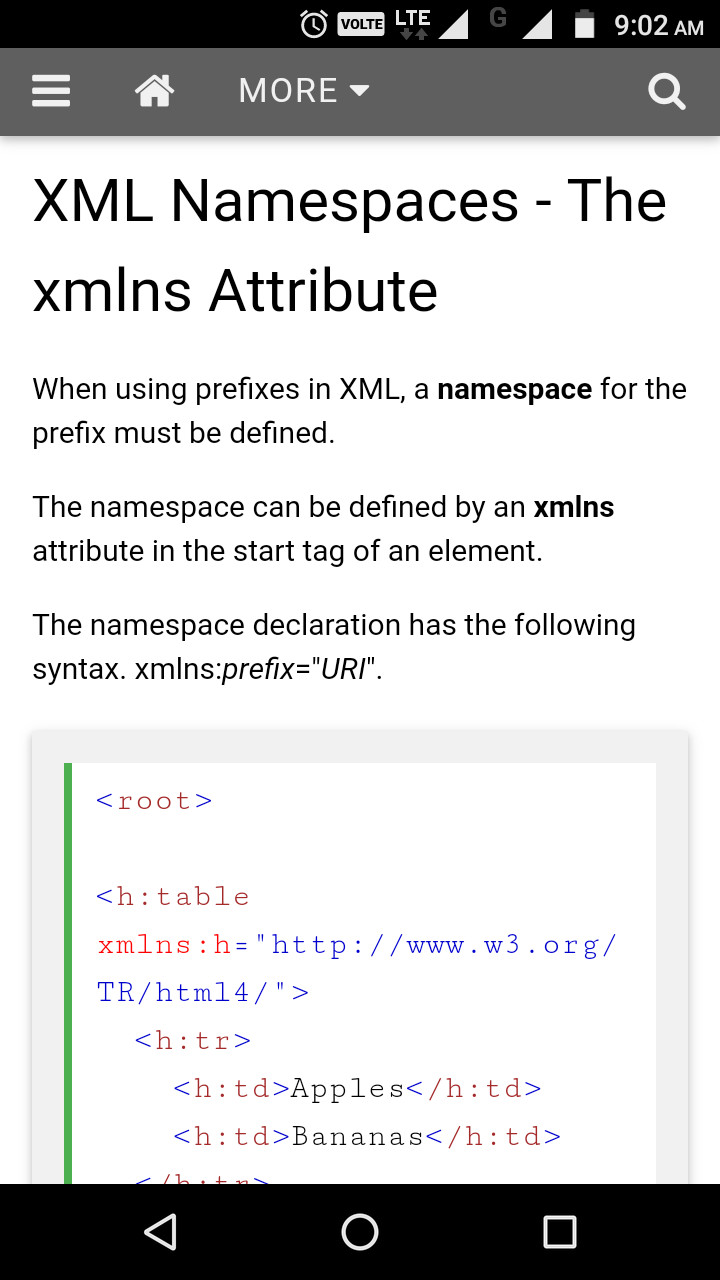 VOLTE LTE G 9:02 AM
MORE
XML Namespaces - The
xmlns Attribute
When using prefixes in XML, a namespace for the
prefix must be defined.
The namespace can be defined by an xmlns
attribute in the start tag of an element.
The namespace declaration has the following
syntax. xmlns:prefix="URI".
<root>
<h:table
xmlns:h="http://www.w3.org/
TR/html4/">
<h:tr>
<h:td>Apples</h:td>
<h:td>Bananas</h:td>
</h:tr>